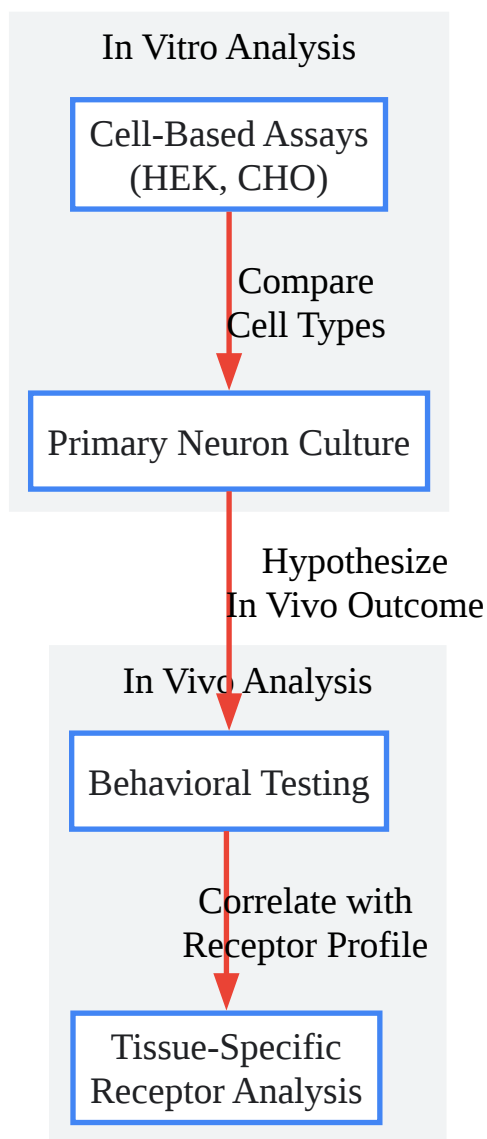 In Vitro Analysis
Cell-Based Assays
(HEK, CHO)
Compare
Cell Types
Primary Neuron Culture
Hypothesize
In Vivo Outcome
In Vivo Analysis
Behavioral Testing
Correlate with
Receptor Profile
Tissue-Specific
Receptor Analysis